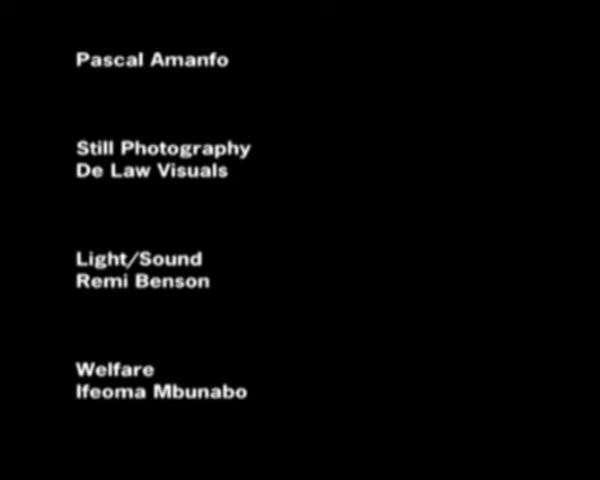 Pascal Amanfo
Still Photography
De Law Visuals
Light/Sound
Remi Benson
Welfare
Ifeoma Mbunabo